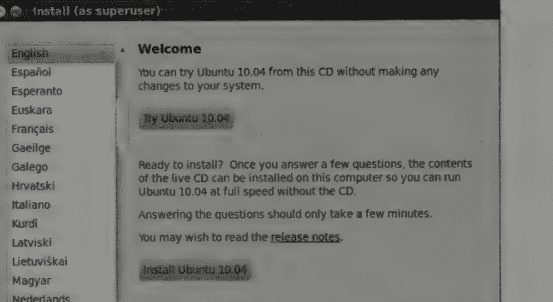 Install (as superuser)
English
Español
Esperanto
Euskara
Français
Gaeilge
Galego
Hrvatski
Italiano
Kurdî
Latviski
Lietuviškai
Magyar
Nederlands
Welcome
You can try Ubuntu 10.04 from this CD without making any
changes to your system.
Try Ubuntu 10.04
Ready to install? Once you answer a few questions, the contents
of the live CD can be installed on this computer so you can run
Ubuntu 10.04 at full speed without the CD.
Answering the questions should only take a few minutes.
You may wish to read the release notes.
Install Ubuntu 10.04